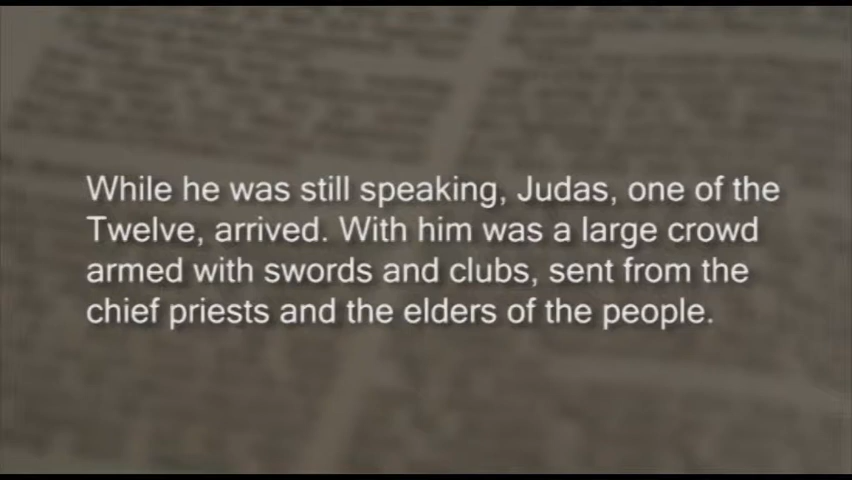 While he was still speaking, Judas, one of the
Twelve, arrived. With him was a large crowd
armed with swords and clubs, sent from the
chief priests and the elders of the people.